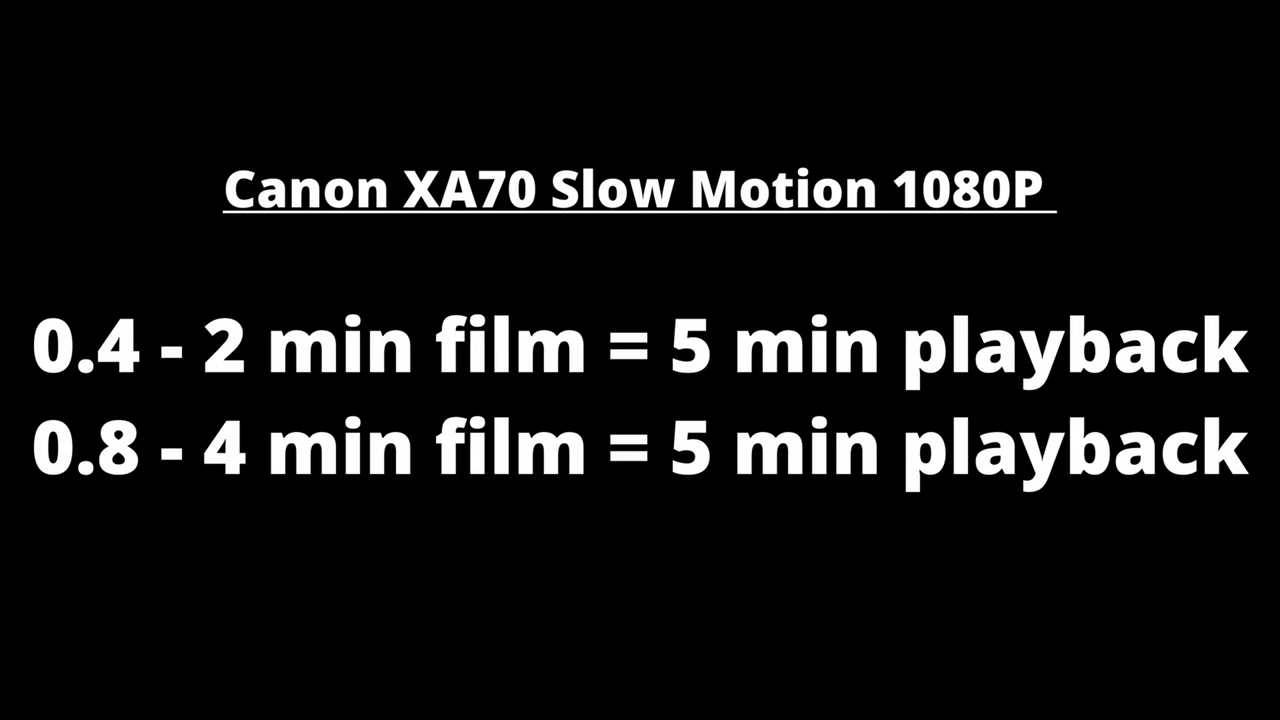 Canon XA70 Slow Motion 1080P
0.4 - 2 min film = 5 min playback
0.8 - 4 min film = 5 min playback